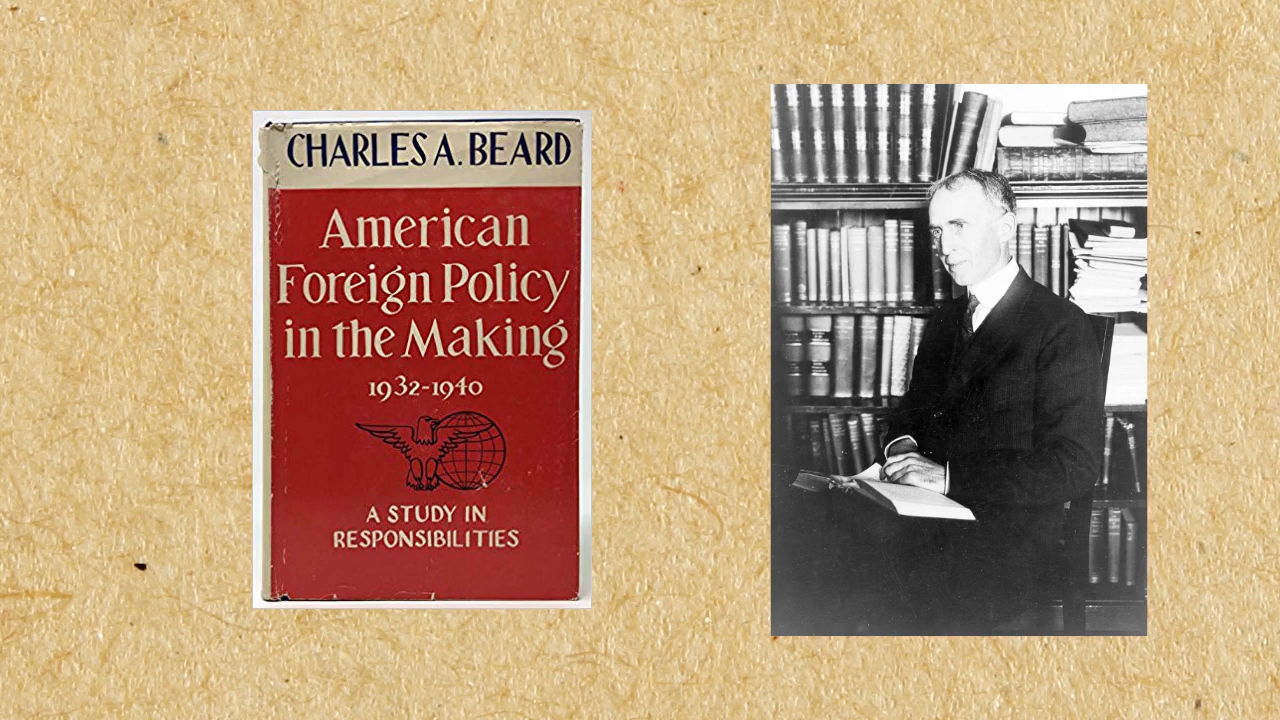 CHARLES A. BEARD
American
Foreign Policy
in the Making
1932-1940
A STUDY IN
RESPONSIBILITIES